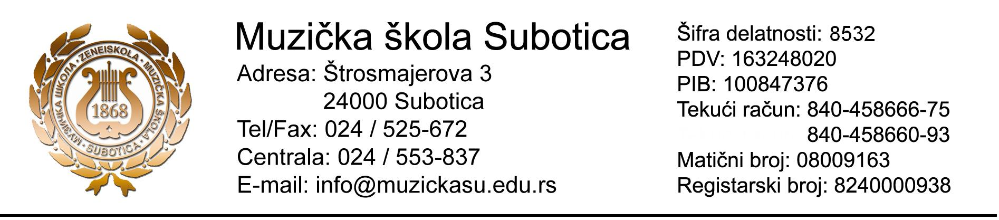 МУЗИЧКА ШКОЛА · ZENEISKOLA · MUZIČKA ŠKOLA · SUBOTICA ·
1868
Muzička škola Subotica
Adresa: Štrosmajerova 3
24000 Subotica
Tel/Fax: 024 / 525-672
Centrala: 024 / 553-837
E-mail: info@muzickasu.edu.rs
Šifra delatnosti: 8532
PDV: 163248020
PIB: 100847376
Tekući račun: 840-458666-75
840-458660-93
Matični broj: 08009163
Registarski broj: 8240000938